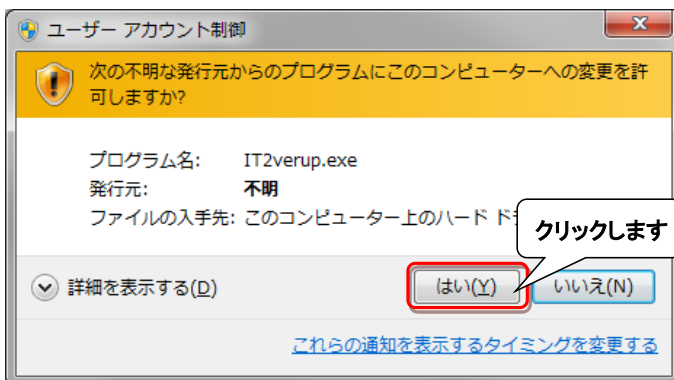 ユーザー アカウント制御
次の不明な発行元からのプログラムにこのコンピューターへの変更を許
可しますか?
プログラム名: IT2verup.exe
発行元: 不明
ファイルの入手先: このコンピューター上のハード
クリックします
詳細を表示する(D)
はい(Y)
いいえ(N)
これらの通知を表示するタイミングを変更する